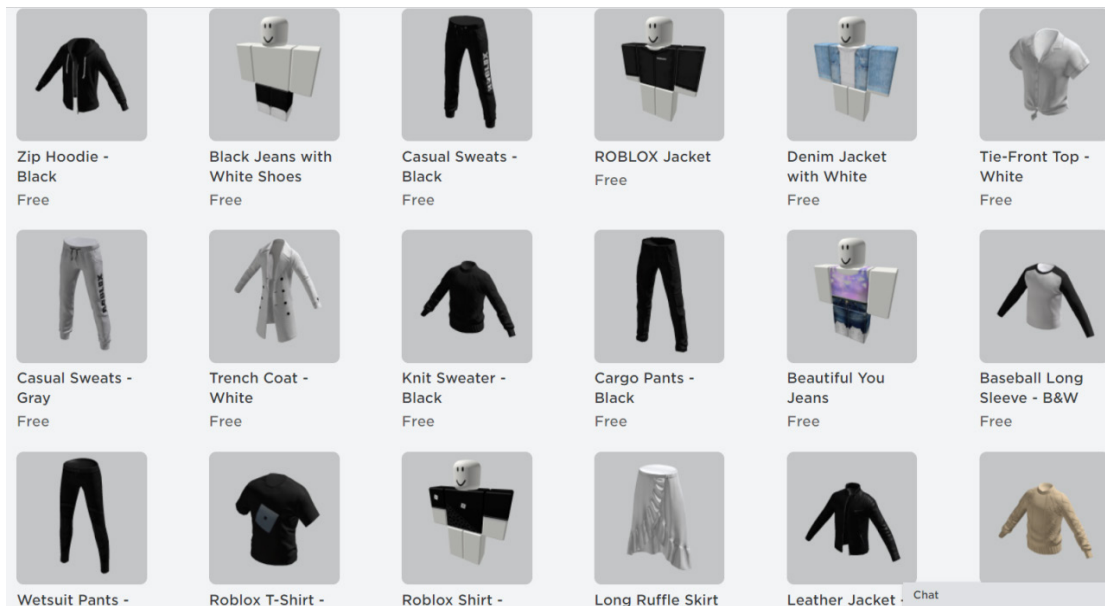 Zip Hoodie -
Black
Free
Black Jeans with
White Shoes
Free
Casual Sweats -
Black
Free
ROBLOX Jacket
Free
Denim Jacket
with White
Free
Tie-Front Top -
White
Free
ROBLOX
Casual Sweats -
Gray
Free
Trench Coat -
White
Free
Knit Sweater -
Black
Free
Cargo Pants -
Black
Free
Beautiful You
Jeans
Free
Baseball Long
Sleeve - B&W
Free
Wetsuit Pants -
Roblox T-Shirt -
Roblox Shirt -
Long Ruffle Skirt
Leather Jacket -
Chat